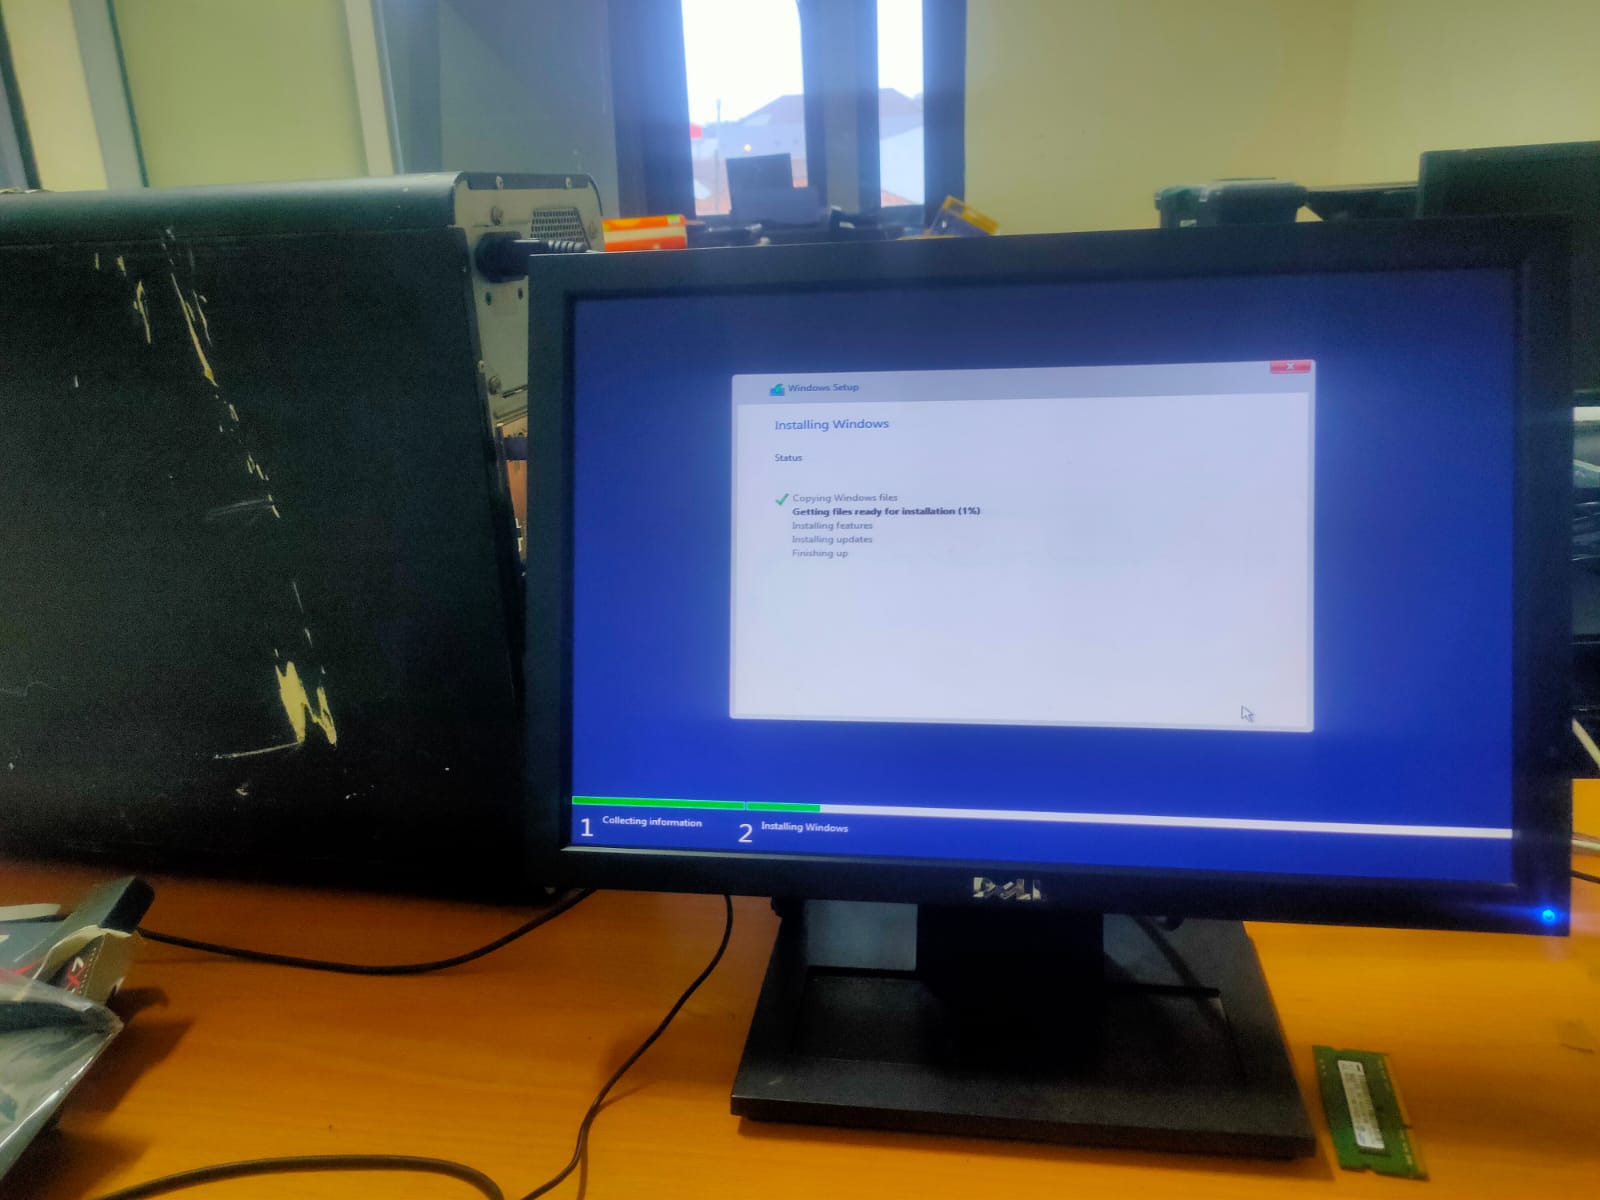 Windows Setup
Installing Windows
Status
Copying Windows files
Getting files ready for installation (1%)
Installing features
Installing updates
Finishing up
1 Collecting information
2 Installing Windows
DELL